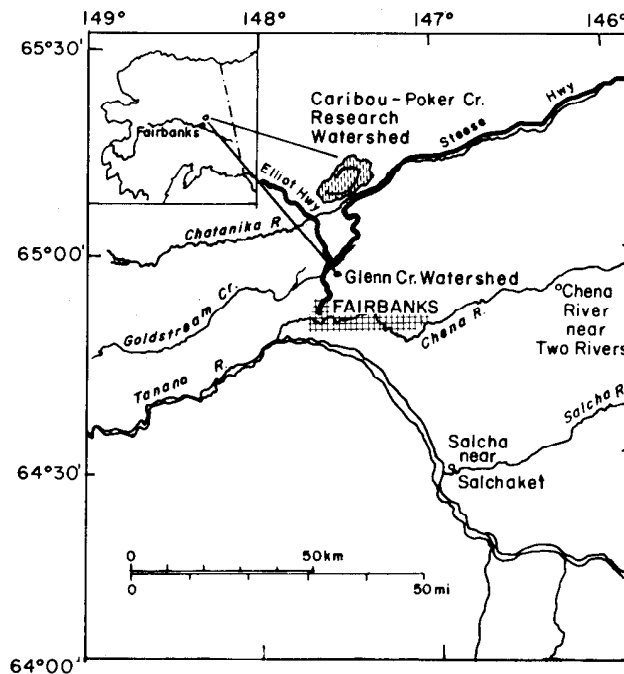 149° 148° 147° 146°
65°30'
Caribou-Poker Cr.
Research
Watershed
Steese Hwy
Fairbanks
Elliot Hwy
Chatanika R
65°00'
Glenn Cr. Watershed
Goldstream Cr.
FAIRBANKS
Chena R.
Chena
River
near
Two Rivers
Tanana R.
Salcha R
Salcha
near
Salchaket
64°30'
0 50km
0 50mi
64°00'